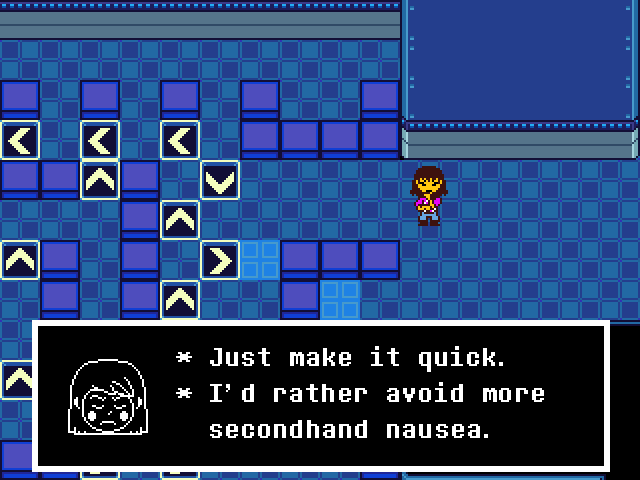 * Just make it quick.
* I'd rather avoid more
secondhand nausea.